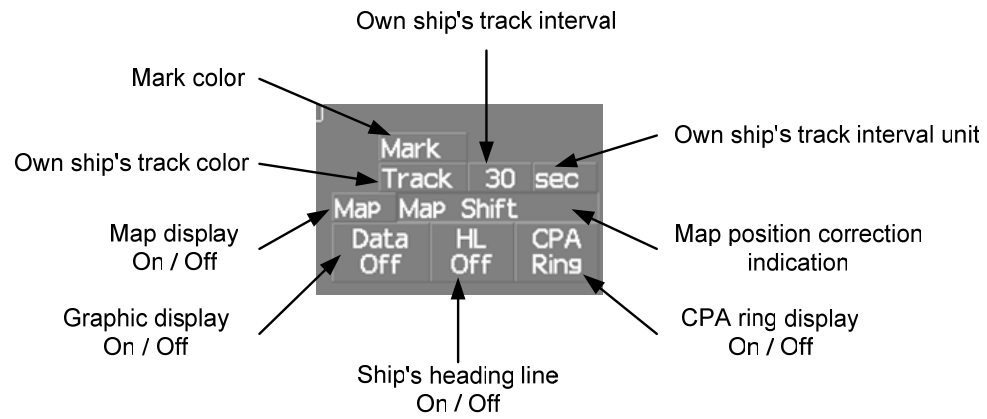 Own ship's track interval
Mark color
Own ship's track interval unit
Own ship's track color
Mark
Track 30 sec
Map Map Shift
Data Off
HL Off
CPA Ring
Map display
On / Off
Map position correction
indication
Graphic display
On / Off
CPA ring display
On / Off
Ship's heading line
On / Off